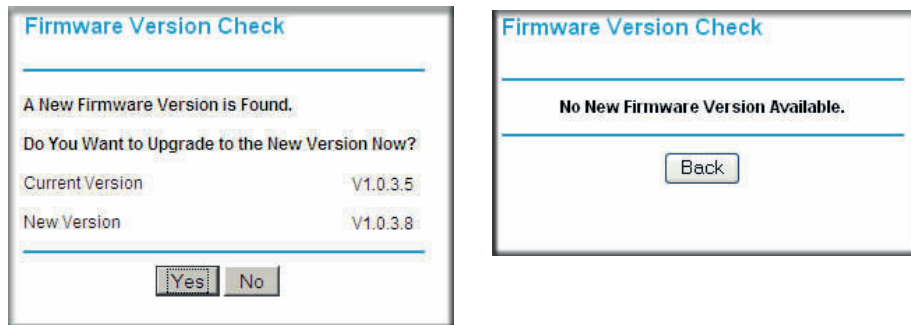 Firmware Version Check
A New Firmware Version is Found.
Do You Want to Upgrade to the New Version Now?
Current Version V1.0.3.5
New Version V1.0.3.8
Yes No
Firmware Version Check
No New Firmware Version Available.
Back